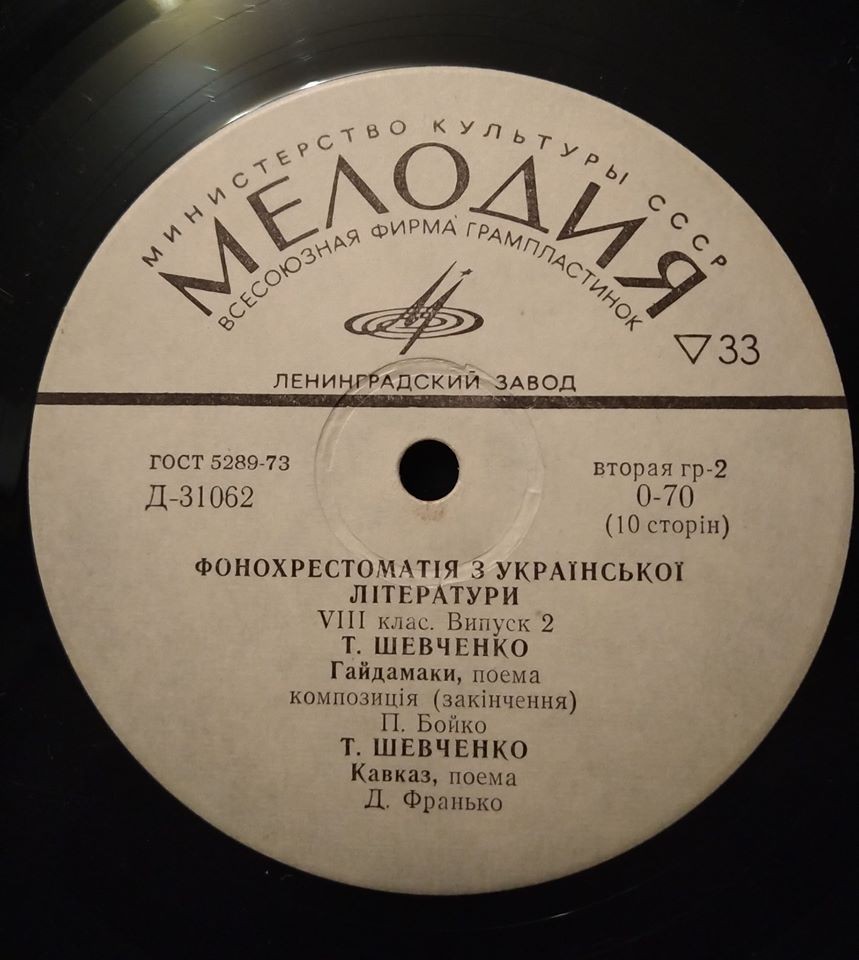 МИНИСТЕРСТВО КУЛЬТУРЫ СССР
МЕЛОДИЯ
ВСЕСОЮЗНАЯ ФИРМА ГРАМПЛАСТИНОК
▽33
ЛЕНИНГРАДСКИЙ ЗАВОД
ГОСТ 5289-73
Д-31062
вторая гр-2
0-70
(10 сторін)
ФОНОХРЕСТОМАТІЯ З УКРАЇНСЬКОЇ
ЛІТЕРАТУРИ
VIII клас. Випуск 2
Т. ШЕВЧЕНКО
Гайдамаки, поема
композиція (закінчення)
П. Бойко
Т. ШЕВЧЕНКО
Кавказ, поема
Д. Франько